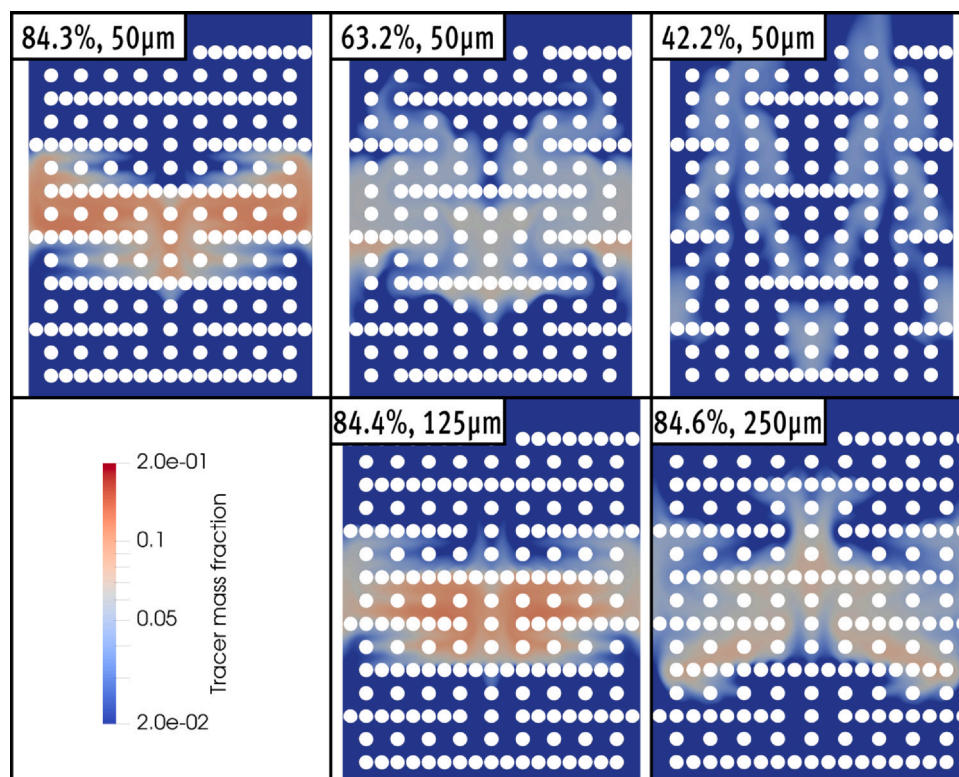 84.3%, 50μm
63.2%, 50μm
42.2%, 50μm
84.4%, 125μm
84.6%, 250μm
2.0e-01
0.1
0.05
2.0e-02
Tracer mass fraction